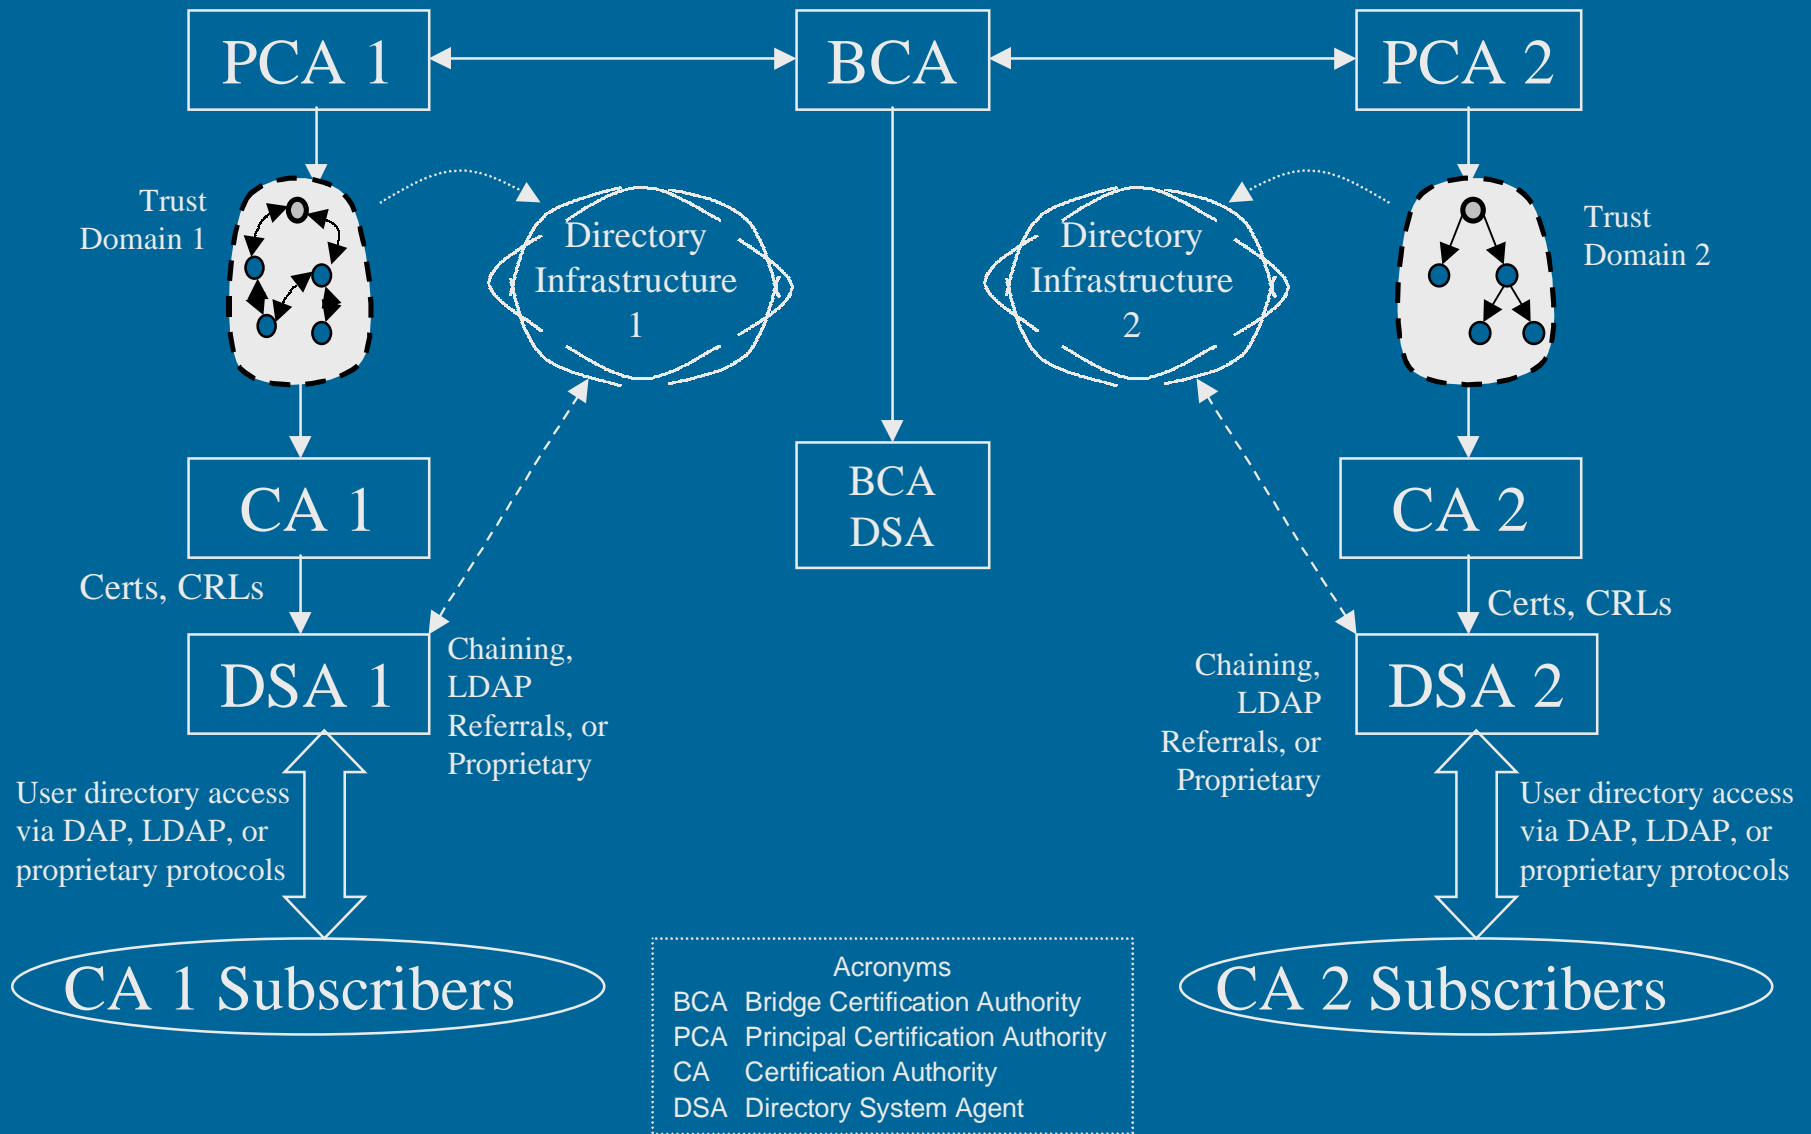 PCA 1
BCA
PCA 2
Trust
Domain 1
Directory
Infrastructure
1
Directory
Infrastructure
2
Trust
Domain 2
CA 1
BCA
DSA
CA 2
Certs, CRLs
Certs, CRLs
DSA 1
Chaining,
LDAP
Referrals, or
Proprietary
Chaining,
LDAP
Referrals, or
Proprietary
DSA 2
User directory access
via DAP, LDAP, or
proprietary protocols
User directory access
via DAP, LDAP, or
proprietary protocols
CA 1 Subscribers
Acronyms
BCA Bridge Certification Authority
PCA Principal Certification Authority
CA Certification Authority
DSA Directory System Agent
CA 2 Subscribers